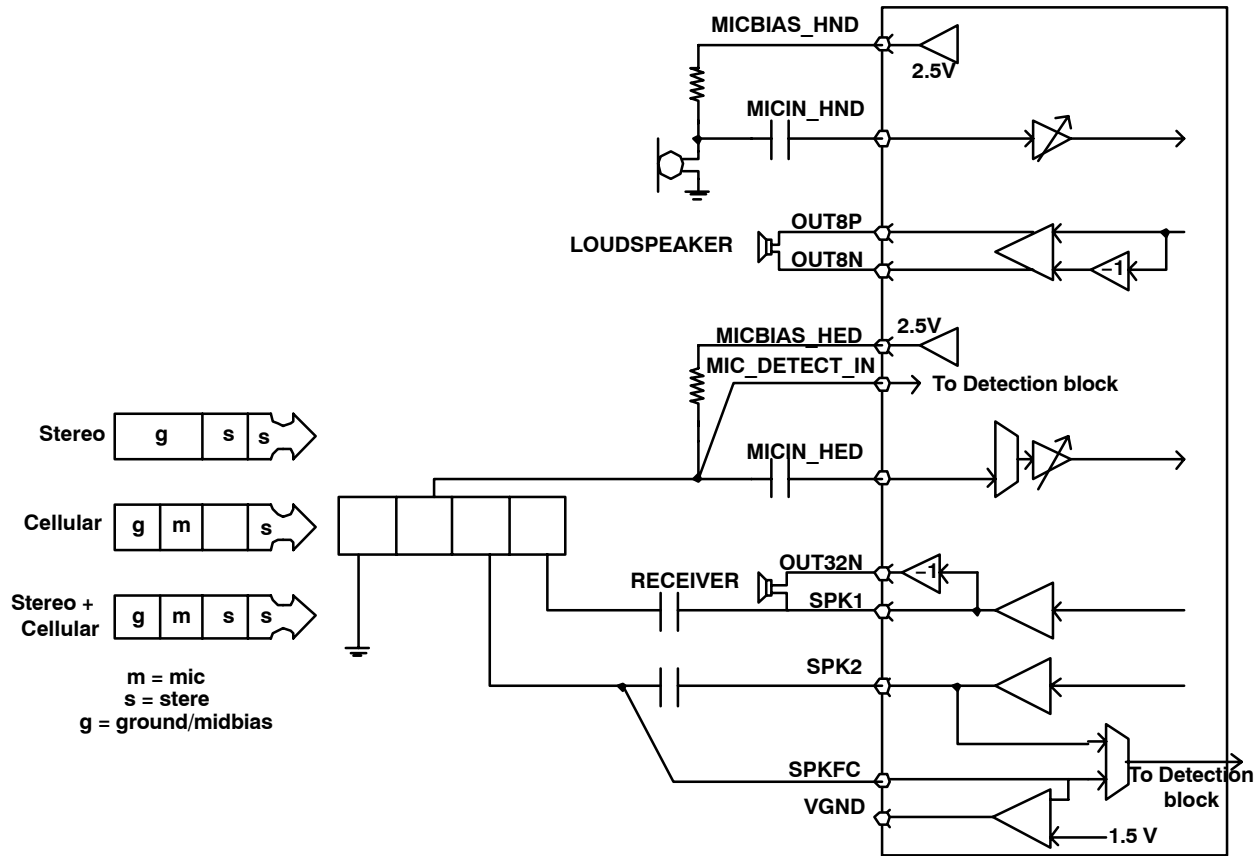 MICBIAS_HND
2.5V
MICIN_HND
OUT8P
LOUDSPEAKER
OUT8N
−1
2.5V
MICBIAS_HED
MIC_DETECT_IN
To Detection block
Stereo
g s s
MICIN_HED
Cellular
g m s
OUT32N
−1
RECEIVER
SPK1
Stereo +
Cellular
g m s s
SPK2
m = mic
s = stere
g = ground/midbias
SPKFC
To Detection
block
VGND
1.5 V